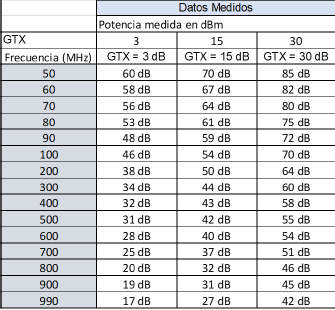 Datos Medidos
Potencia medida en dBm
GTX 3 15 30
Frecuencia (MHz) GTX = 3 dB GTX = 15 dB GTX = 30 dB
50 60 dB 70 dB 85 dB
60 58 dB 67 dB 82 dB
70 56 dB 64 dB 80 dB
80 53 dB 61 dB 75 dB
90 48 dB 59 dB 72 dB
100 46 dB 54 dB 70 dB
200 38 dB 50 dB 64 dB
300 34 dB 44 dB 60 dB
400 32 dB 43 dB 58 dB
500 31 dB 42 dB 55 dB
600 28 dB 40 dB 54 dB
700 25 dB 37 dB 51 dB
800 20 dB 32 dB 46 dB
900 19 dB 31 dB 45 dB
990 17 dB 27 dB 42 dB